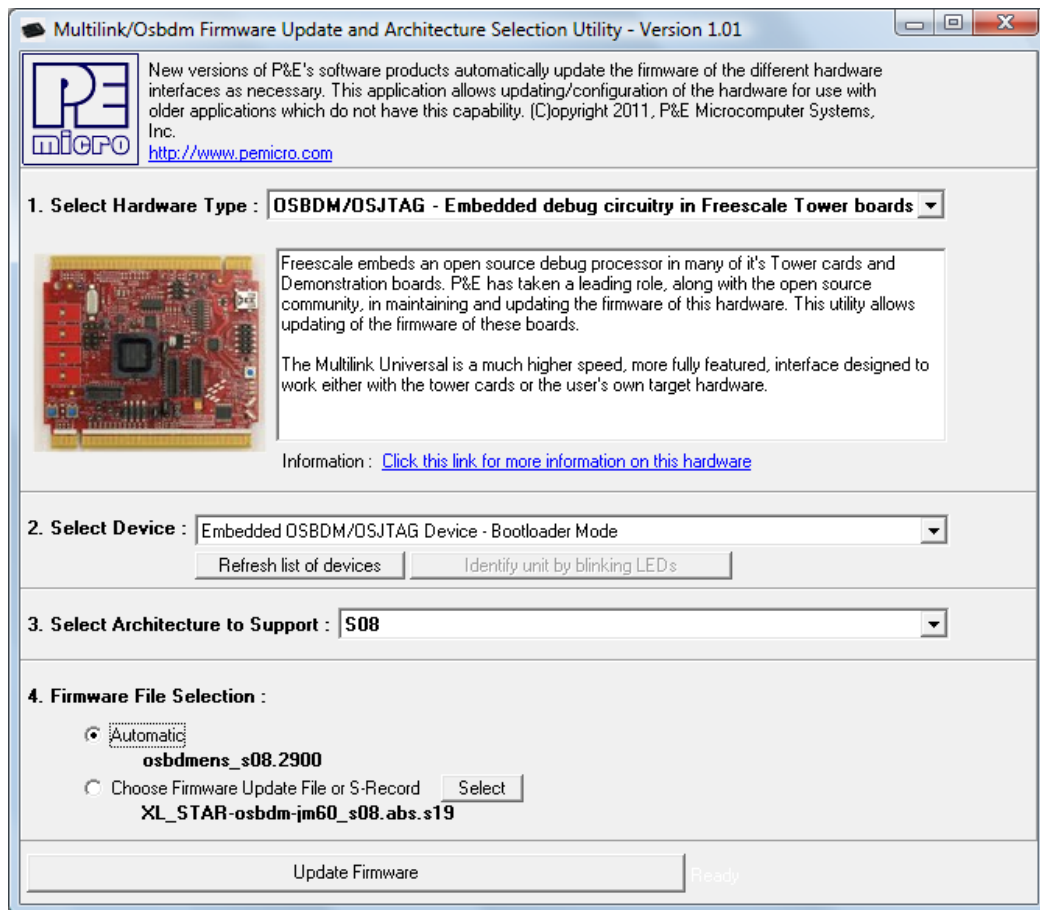 Multilink/Osbdm Firmware Update and Architecture Selection Utility - Version 1.01
PE
micro
New versions of P&E's software products automatically update the firmware of the different hardware
interfaces as necessary. This application allows updating/configuration of the hardware for use with
older applications which do not have this capability. (C)opyright 2011, P&E Microcomputer Systems,
Inc.
http://www.pemicro.com
1. Select Hardware Type : OSBDM/OSJTAG - Embedded debug circuitry in Freescale Tower boards
Freescale embeds an open source debug processor in many of it's Tower cards and
Demonstration boards. P&E has taken a leading role, along with the open source
community, in maintaining and updating the firmware of this hardware. This utility allows
updating of the firmware of these boards.
The Multilink Universal is a much higher speed, more fully featured, interface designed to
work either with the tower cards or the user's own target hardware.
Information : Click this link for more information on this hardware
2. Select Device : Embedded OSBDM/OSJTAG Device - Bootloader Mode
Refresh list of devices Identify unit by blinking LEDs
3. Select Architecture to Support : S08
4. Firmware File Selection :
Automatic
osbdmens_s08.2900
Choose Firmware Update File or S-Record Select
XL_STAR-osbdm-jm60_s08.abs.s19
Update Firmware Ready